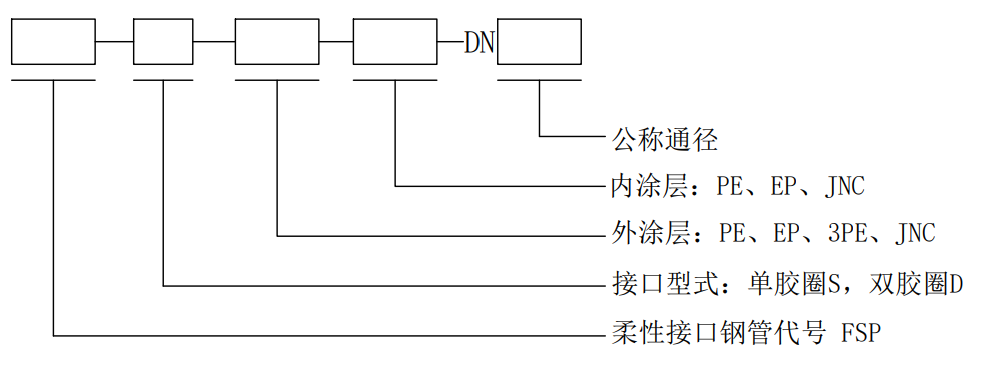 DN
公称通径
内涂层：PE、EP、JNC
外涂层：PE、EP、3PE、JNC
接口型式：单胶圈S，双胶圈D
柔性接口钢管代号 FSP